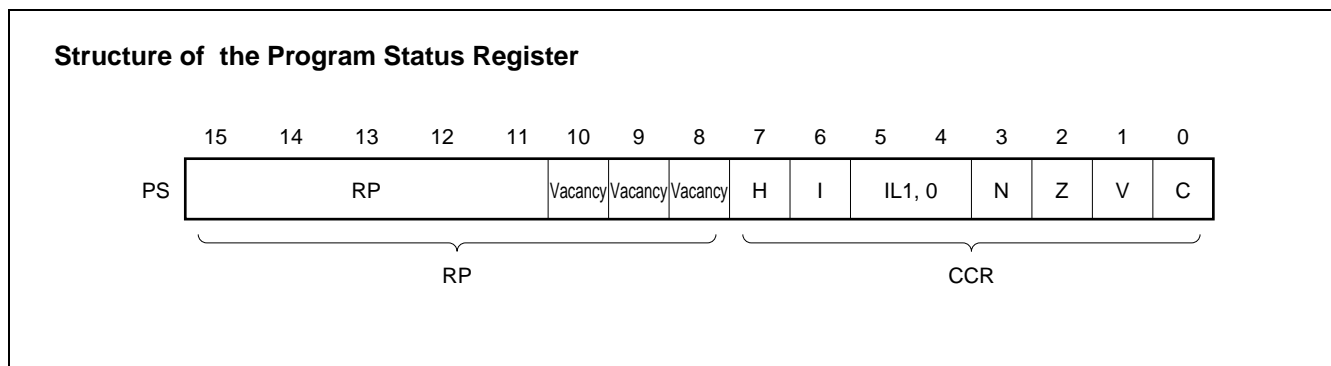 Structure of the Program Status Register
15 14 13 12 11 10 9 8 7 6 5 4 3 2 1 0
PS RP Vacancy Vacancy Vacancy H I IL1, 0 N Z V C
RP CCR